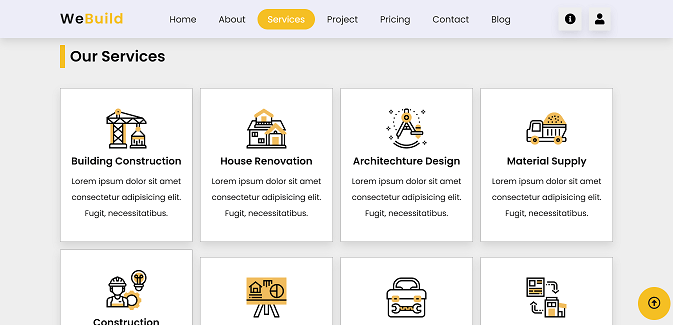 WeBuild Home About Services Project Pricing Contact Blog
Our Services
Building Construction
Lorem ipsum dolor sit amet
consectetur adipisicing elit.
Fugit, necessitatibus.
House Renovation
Lorem ipsum dolor sit amet
consectetur adipisicing elit.
Fugit, necessitatibus.
Architechture Design
Lorem ipsum dolor sit amet
consectetur adipisicing elit.
Fugit, necessitatibus.
Material Supply
Lorem ipsum dolor sit amet
consectetur adipisicing elit.
Fugit, necessitatibus.
Construction